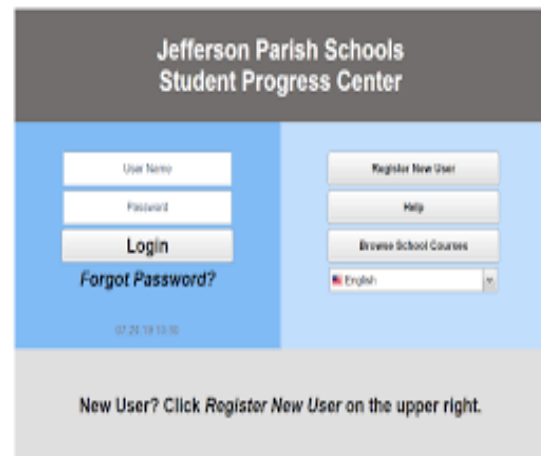 Jefferson Parish Schools
Student Progress Center
User Name
Password
Login
Forgot Password?
Register New User
Help
Browse School Courses
English
New User? Click Register New User on the upper right.